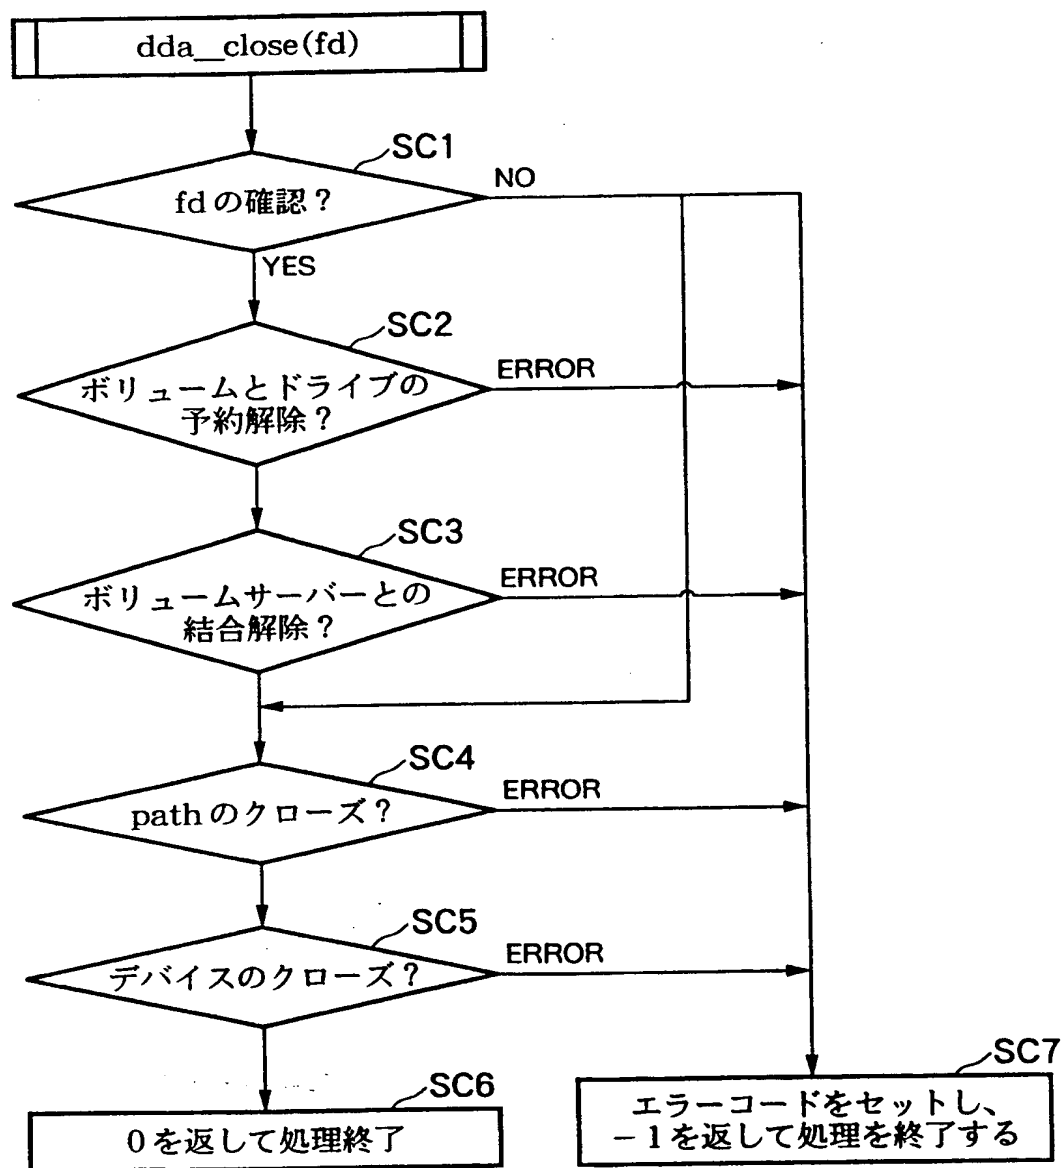 dda__close(fd)
SC1
fdの確認？
NO
YES
SC2
ボリュームとドライブの
予約解除？
ERROR
SC3
ボリュームサーバーとの
結合解除？
ERROR
SC4
pathのクローズ？
ERROR
SC5
デバイスのクローズ？
ERROR
SC6
0を返して処理終了
SC7
エラーコードをセットし、
－1を返して処理を終了する